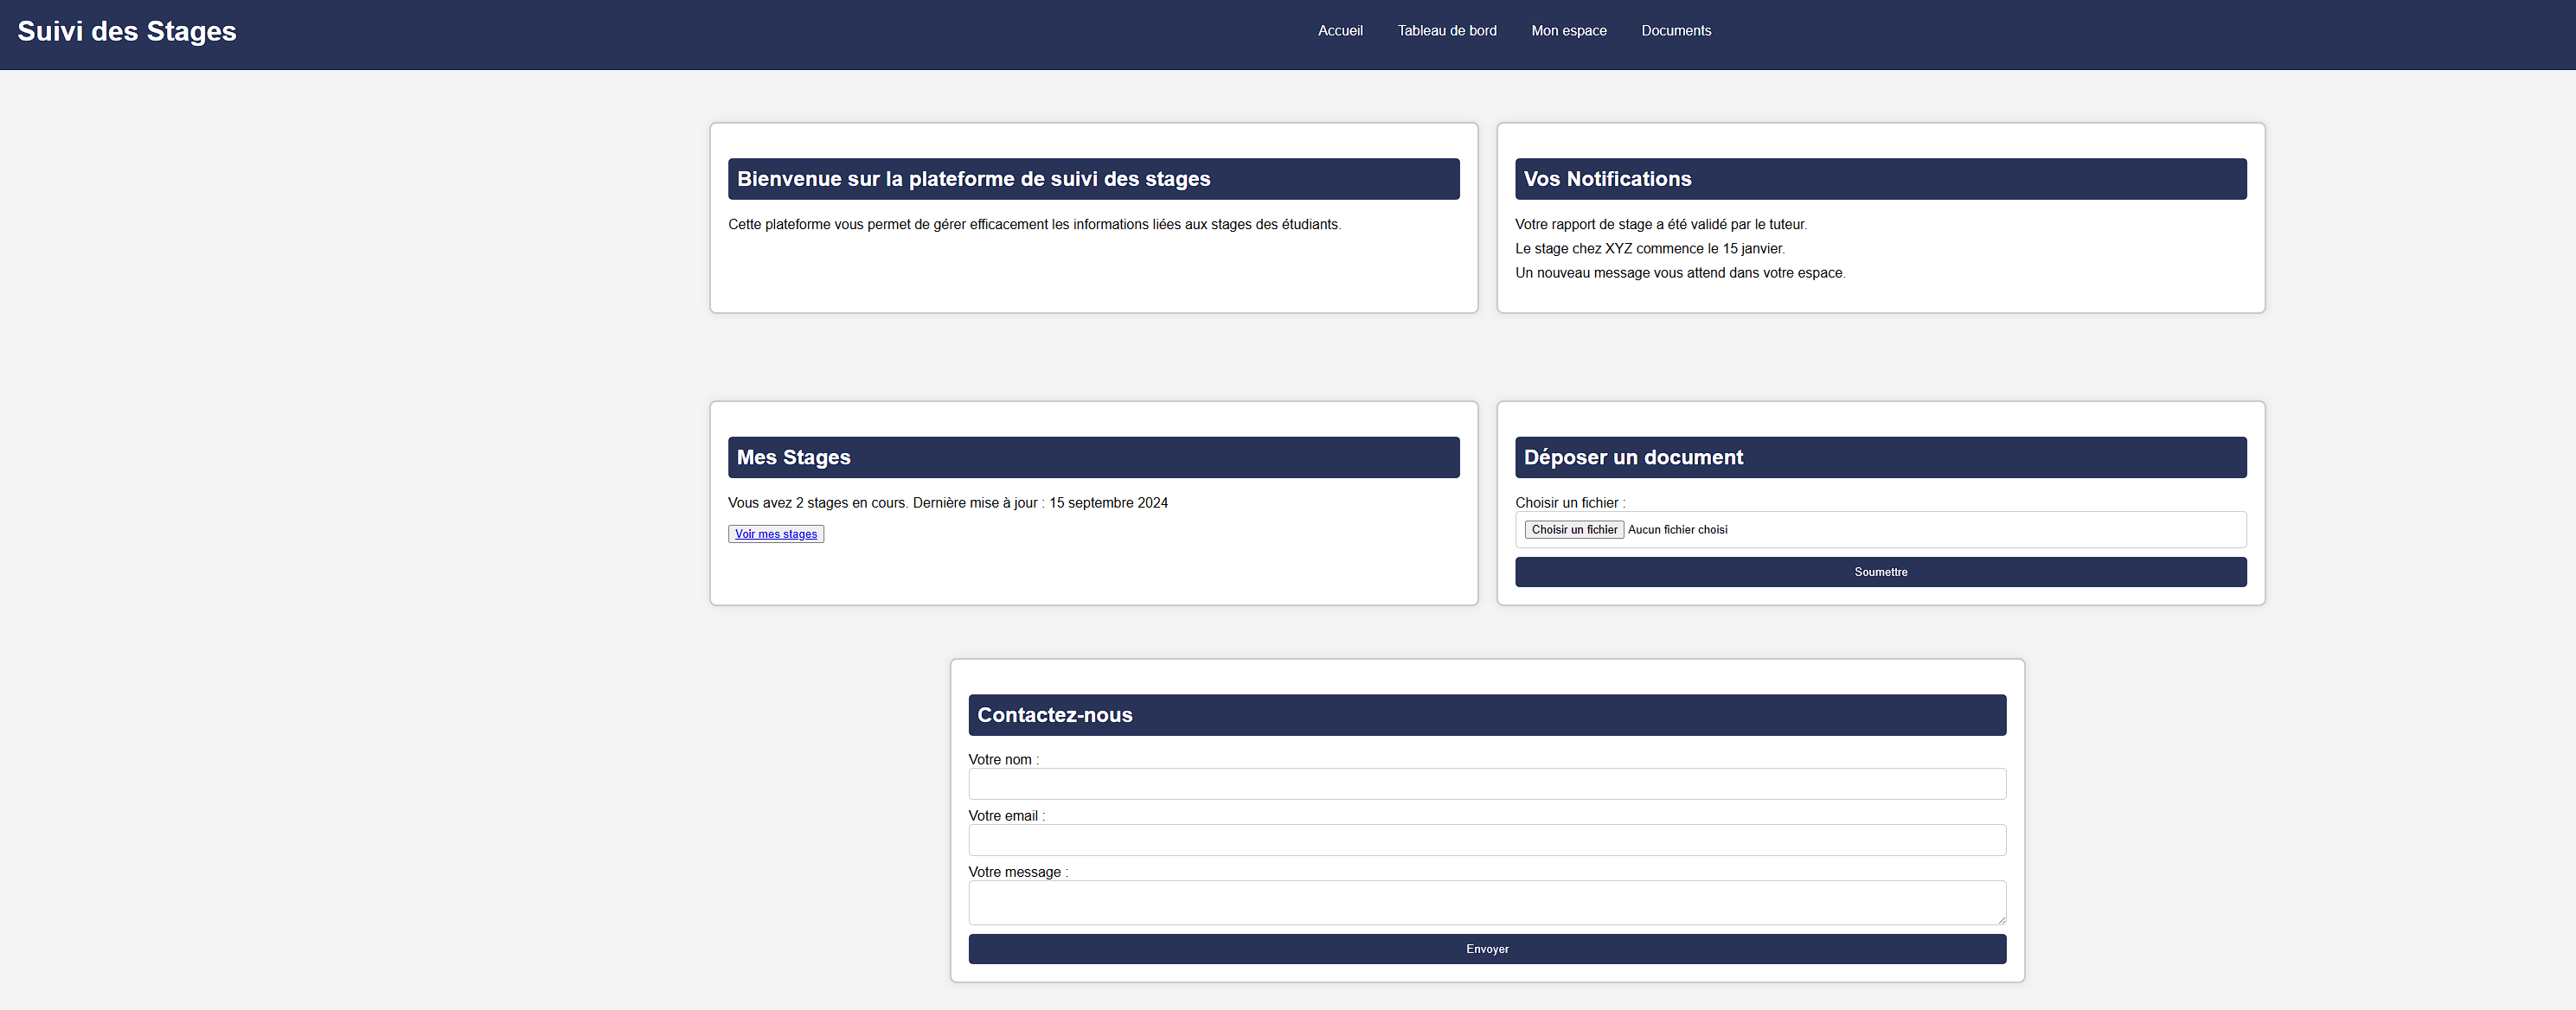 Suivi des Stages
Accueil Tableau de bord Mon espace Documents
Bienvenue sur la plateforme de suivi des stages
Cette plateforme vous permet de gérer efficacement les informations liées aux stages des étudiants.
Vos Notifications
Votre rapport de stage a été validé par le tuteur.
Le stage chez XYZ commence le 15 janvier.
Un nouveau message vous attend dans votre espace.
Mes Stages
Vous avez 2 stages en cours. Dernière mise à jour : 15 septembre 2024
Voir mes stages
Déposer un document
Choisir un fichier :
Choisir un fichier Aucun fichier choisi
Soumettre
Contactez-nous
Votre nom :
Votre email :
Votre message :
Envoyer